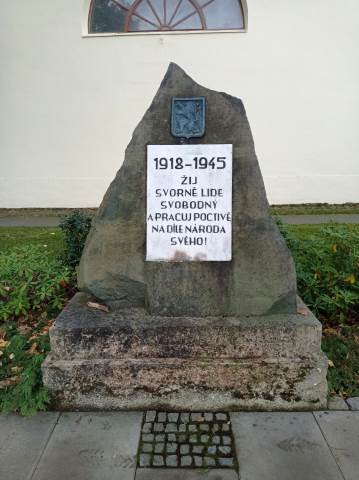 1918-1945
ŽIJ
SVORNĚ LIDE
SVOBODNÝ
A PRACUJ POCTIVĚ
NA DÍLE NÁRODA
SVÉHO!